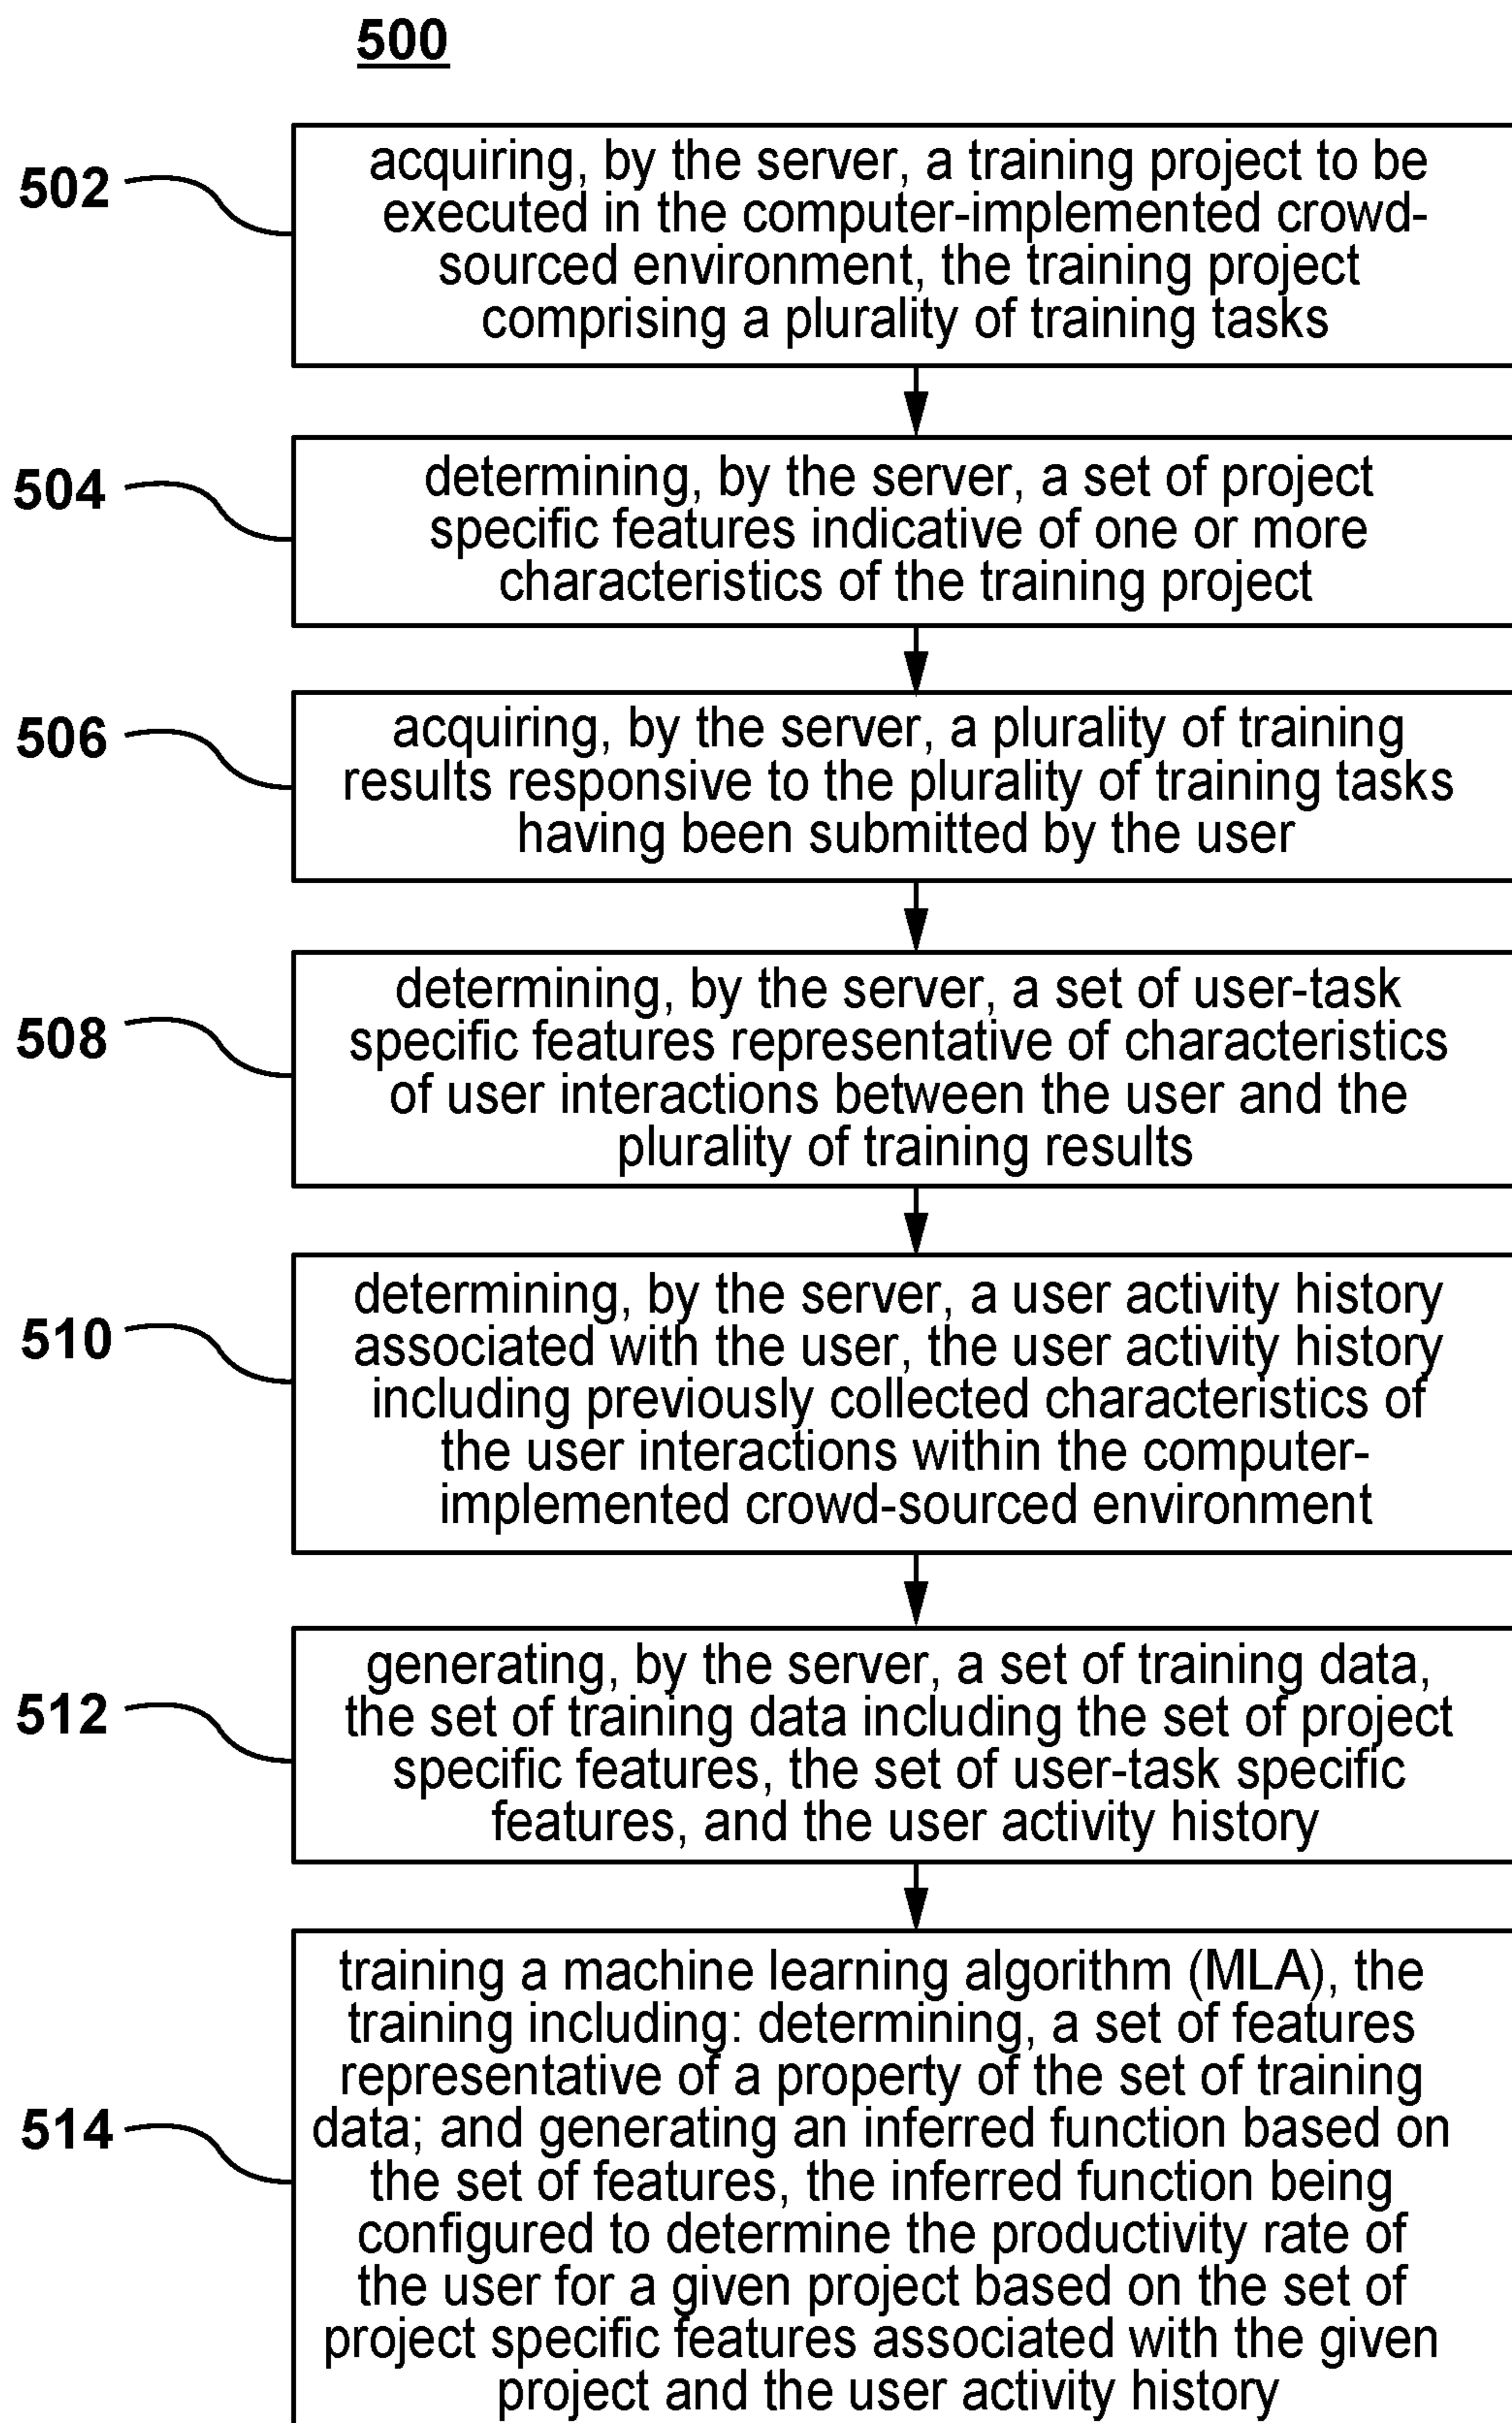 500
502
acquiring, by the server, a training project to be
executed in the computer-implemented crowd-
sourced environment, the training project
comprising a plurality of training tasks
504
determining, by the server, a set of project
specific features indicative of one or more
characteristics of the training project
506
acquiring, by the server, a plurality of training
results responsive to the plurality of training tasks
having been submitted by the user
508
determining, by the server, a set of user-task
specific features representative of characteristics
of user interactions between the user and the
plurality of training results
510
determining, by the server, a user activity history
associated with the user, the user activity history
including previously collected characteristics of
the user interactions within the computer-
implemented crowd-sourced environment
512
generating, by the server, a set of training data,
the set of training data including the set of project
specific features, the set of user-task specific
features, and the user activity history
514
training a machine learning algorithm (MLA), the
training including: determining, a set of features
representative of a property of the set of training
data; and generating an inferred function based on
the set of features, the inferred function being
configured to determine the productivity rate of
the user for a given project based on the set of
project specific features associated with the given
project and the user activity history